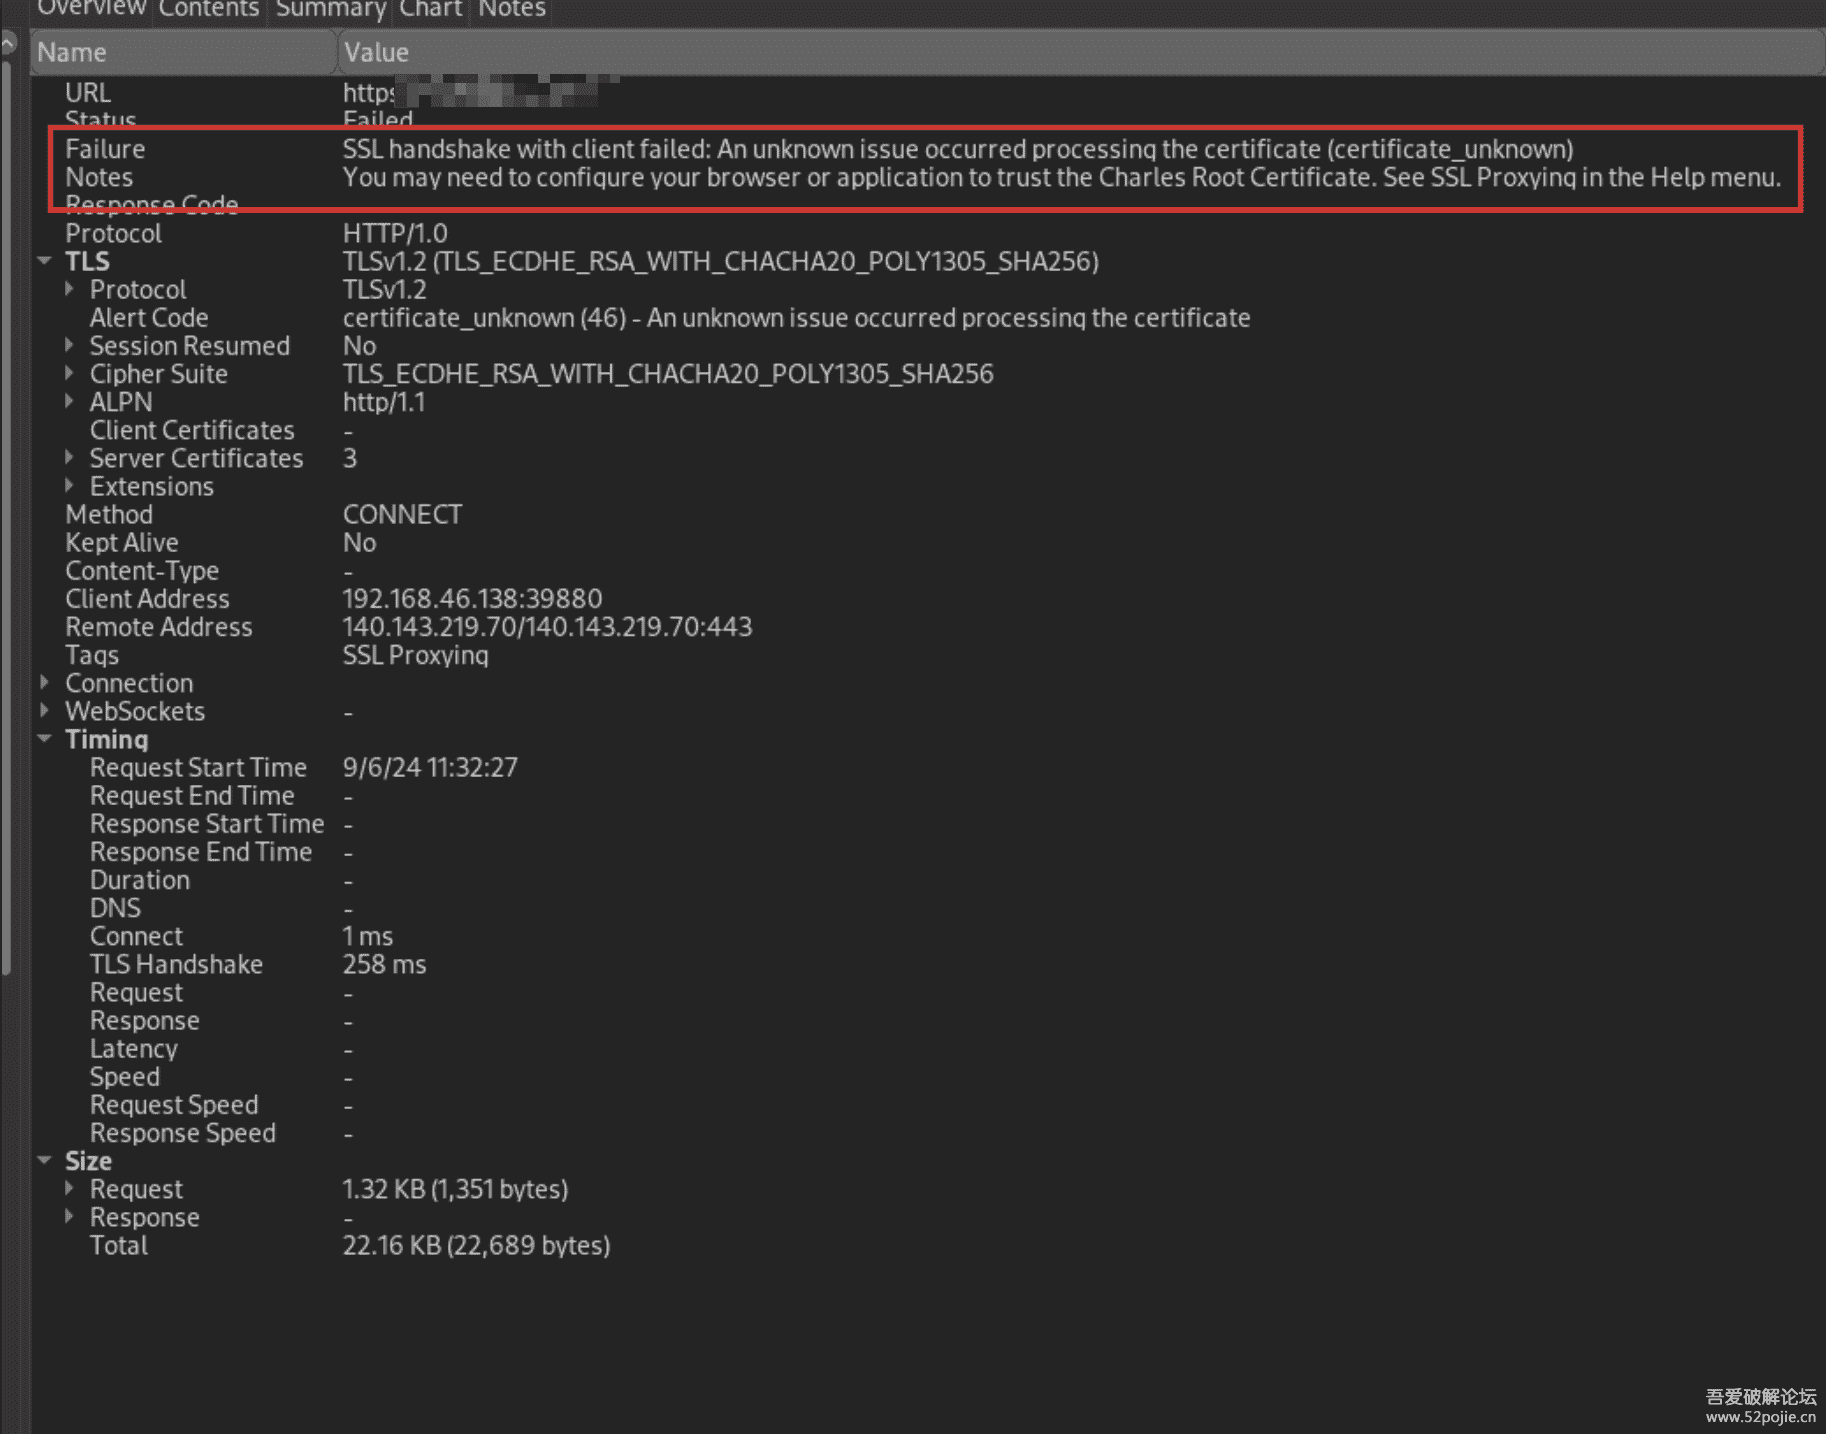 Overview Contents Summary Chart Notes
Name Value
URL https
Status Failed
Failure SSL handshake with client failed: An unknown issue occurred processing the certificate (certificate_unknown)
Notes You may need to configure your browser or application to trust the Charles Root Certificate. See SSL Proxying in the Help menu.
Response Code
Protocol HTTP/1.0
TLS TLSv1.2 (TLS_ECDHE_RSA_WITH_CHACHA20_POLY1305_SHA256)
Protocol TLSv1.2
Alert Code certificate_unknown (46) - An unknown issue occurred processing the certificate
Session Resumed No
Cipher Suite TLS_ECDHE_RSA_WITH_CHACHA20_POLY1305_SHA256
ALPN http/1.1
Client Certificates -
Server Certificates 3
Extensions
Method CONNECT
Kept Alive No
Content-Type -
Client Address 192.168.46.138:39880
Remote Address 140.143.219.70/140.143.219.70:443
Tags SSL Proxying
Connection
WebSockets -
Timing
Request Start Time 9/6/24 11:32:27
Request End Time -
Response Start Time -
Response End Time -
Duration -
DNS -
Connect 1 ms
TLS Handshake 258 ms
Request -
Response -
Latency -
Speed -
Request Speed -
Response Speed -
Size
Request 1.32 KB (1,351 bytes)
Response -
Total 22.16 KB (22,689 bytes)
吾爱破解论坛
www.52pojie.cn